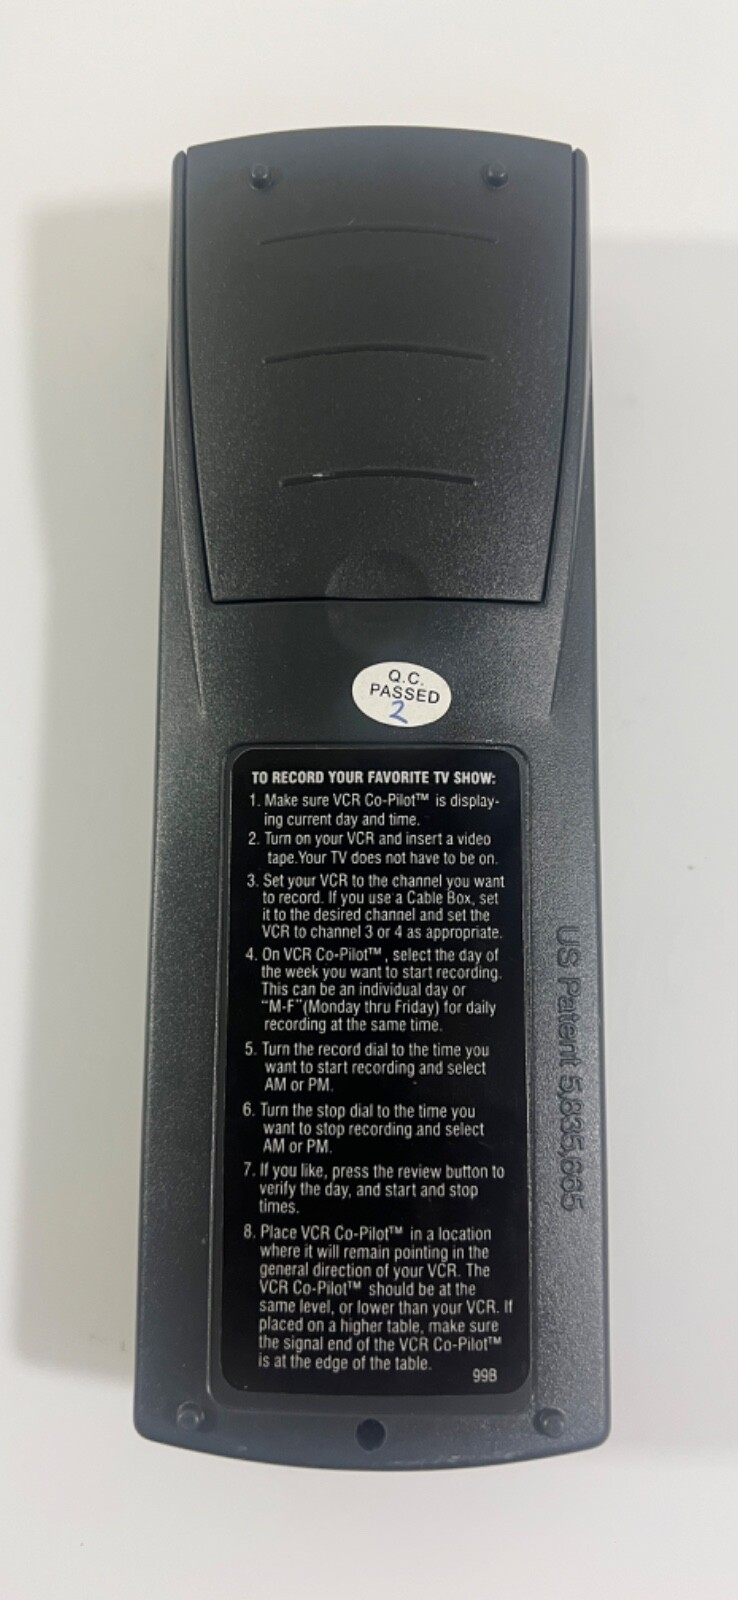 Q.C.
PASSED
2
TO RECORD YOUR FAVORITE TV SHOW:
1. Make sure VCR Co-Pilot™ is display-
ing current day and time.
2. Turn on your VCR and insert a video
tape.Your TV does not have to be on.
3. Set your VCR to the channel you want
to record. If you use a Cable Box, set
it to the desired channel and set the
VCR to channel 3 or 4 as appropriate.
4. On VCR Co-Pilot™, select the day of
the week you want to start recording.
This can be an individual day or
"M-F"(Monday thru Friday) for daily
recording at the same time.
5. Turn the record dial to the time you
want to start recording and select
AM or PM.
6. Turn the stop dial to the time you
want to stop recording and select
AM or PM.
7. If you like, press the review button to
verify the day, and start and stop
times.
8. Place VCR Co-Pilot™ in a location
where it will remain pointing in the
general direction of your VCR. The
VCR Co-Pilot™ should be at the
same level, or lower than your VCR. If
placed on a higher table, make sure
the signal end of the VCR Co-Pilot™
is at the edge of the table.
99B
US Patent 5,835,665